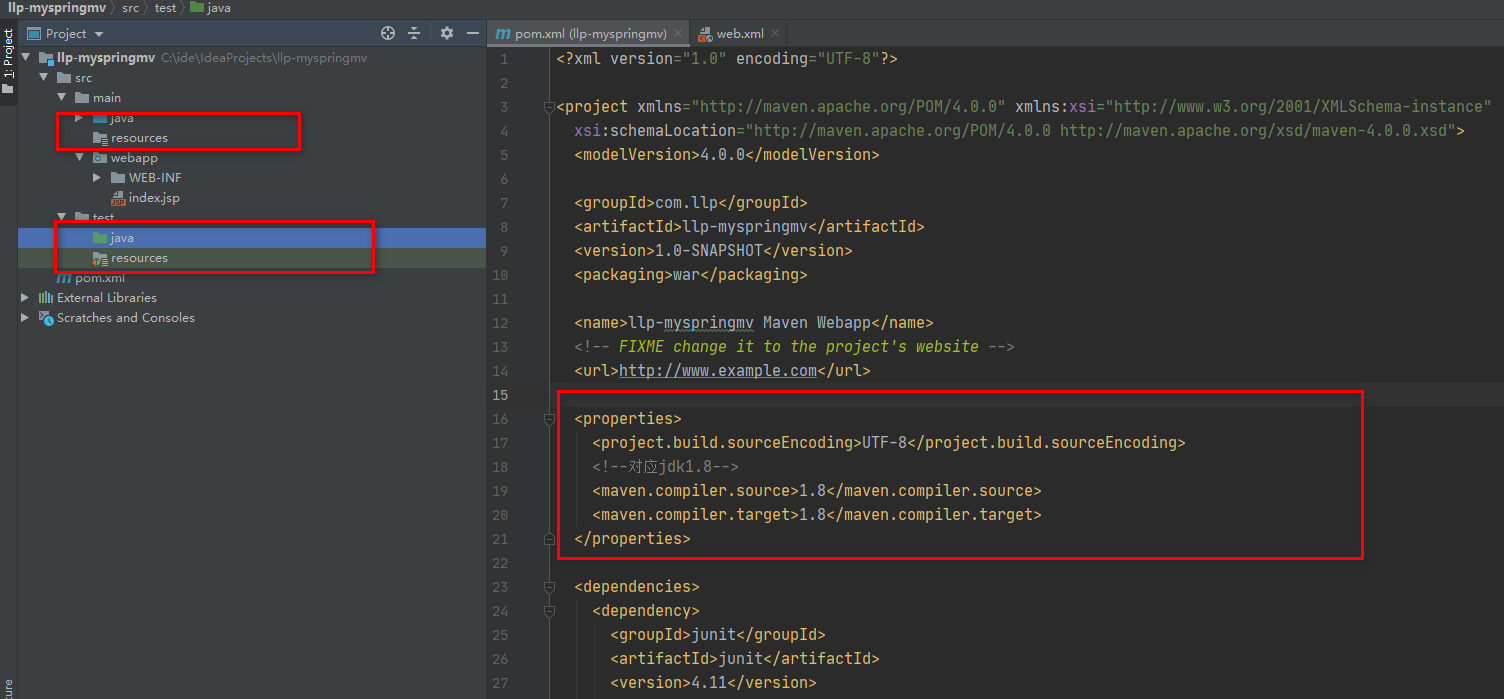 llp-myspringmv src test java
1: Project
Project
llp-myspringmv C:\ide\IdeaProjects\llp-myspringmv
src
main
java
resources
webapp
WEB-INF
index.jsp
test
java
resources
pom.xml
External Libraries
Scratches and Consoles
pom.xml (llp-myspringmv) web.xml
1 <?xml version="1.0" encoding="UTF-8"?>
2
3 <project xmlns="http://maven.apache.org/POM/4.0.0" xmlns:xsi="http://www.w3.org/2001/XMLSchema-instance"
4 xsi:schemaLocation="http://maven.apache.org/POM/4.0.0 http://maven.apache.org/xsd/maven-4.0.0.xsd">
5 <modelVersion>4.0.0</modelVersion>
6
7 <groupId>com.llp</groupId>
8 <artifactId>llp-myspringmv</artifactId>
9 <version>1.0-SNAPSHOT</version>
10 <packaging>war</packaging>
11
12 <name>llp-myspringmv Maven Webapp</name>
13 <!-- FIXME change it to the project's website -->
14 <url>http://www.example.com</url>
15
16 <properties>
17 <project.build.sourceEncoding>UTF-8</project.build.sourceEncoding>
18 <!--对应jdk1.8-->
19 <maven.compiler.source>1.8</maven.compiler.source>
20 <maven.compiler.target>1.8</maven.compiler.target>
21 </properties>
22
23 <dependencies>
24 <dependency>
25 <groupId>junit</groupId>
26 <artifactId>junit</artifactId>
27 <version>4.11</version>